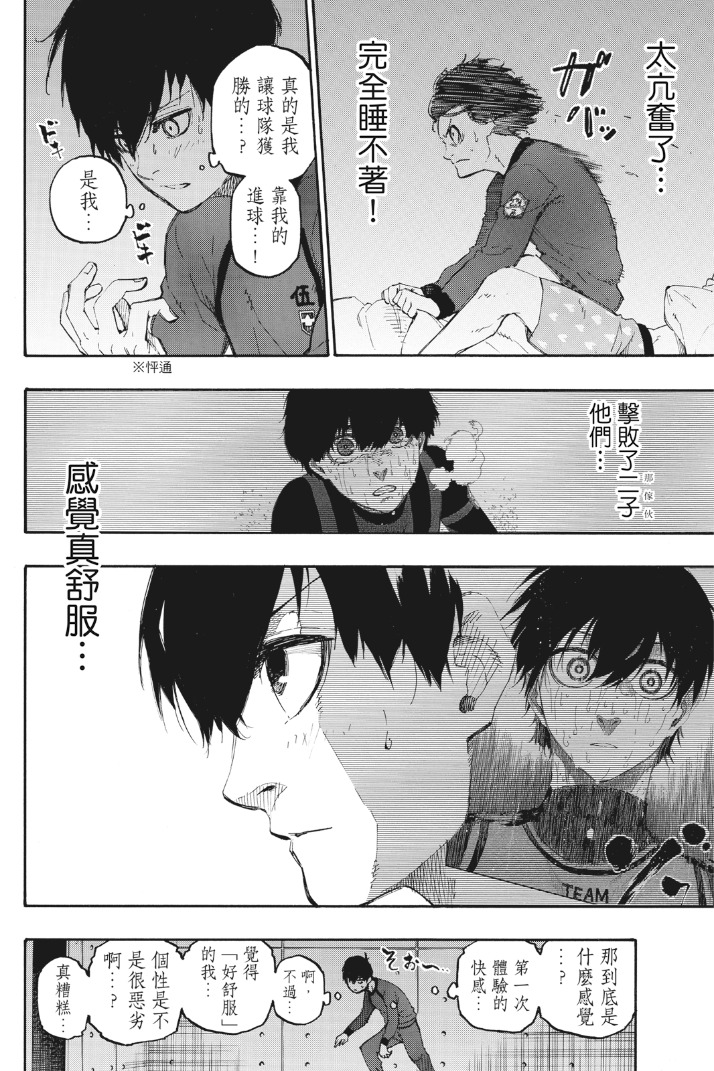 太亢奮了…
ガバッ
完全睡不著！
真的是我
讓球隊獲
勝的…？
靠我的
進球…！
是我…
ドキ
ドキ
伍
※怦通
擊敗了二子
他們…
那傢伙
感覺真舒服…
TEAM
那到底是
什麼感覺
…？
第一次
體驗的
快感…
そぉ〜…
啊，
不過…
覺得
「好舒服」
的我…
個性是不
是很惡劣
啊…？
真糟糕…